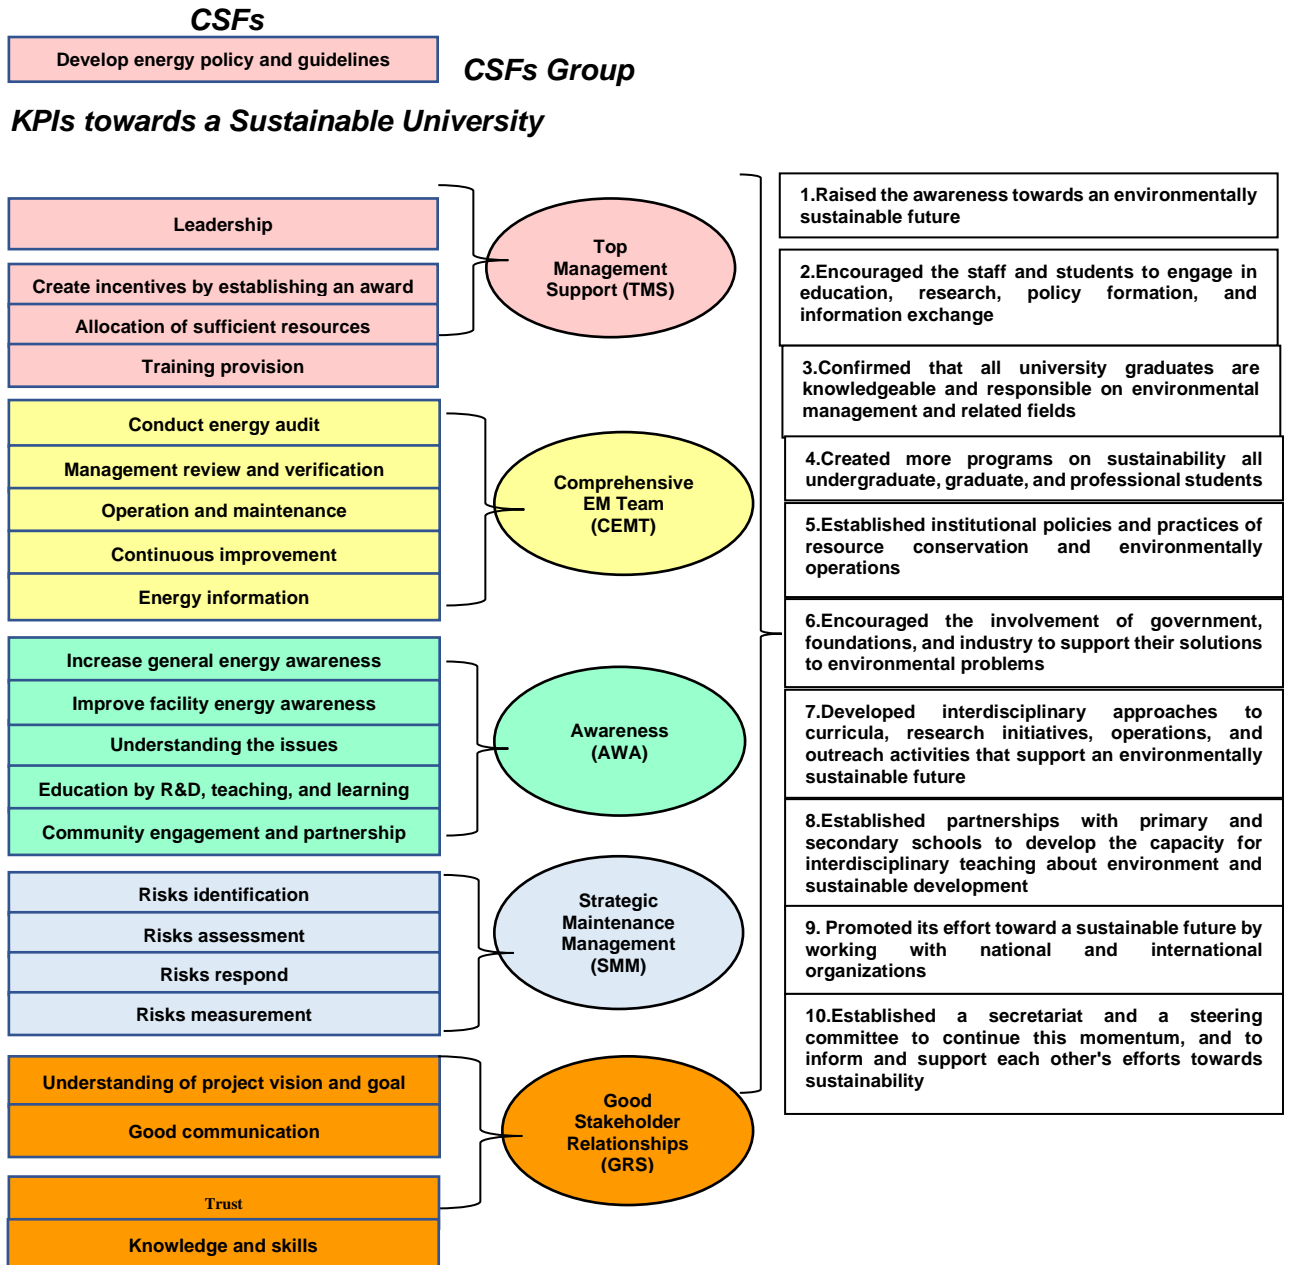 CSFs
Develop energy policy and guidelines
CSFs Group
KPIs towards a Sustainable University
Leadership
Create incentives by establishing an award
Allocation of sufficient resources
Training provision
Top
Management
Support (TMS)
Conduct energy audit
Management review and verification
Operation and maintenance
Continuous improvement
Energy information
Comprehensive
EM Team
(CEMT)
Increase general energy awareness
Improve facility energy awareness
Understanding the issues
Education by R&D, teaching, and learning
Community engagement and partnership
Awareness
(AWA)
Risks identification
Risks assessment
Risks respond
Risks measurement
Strategic
Maintenance
Management
(SMM)
Understanding of project vision and goal
Good communication
Trust
Knowledge and skills
Good
Stakeholder
Relationships
(GRS)
1.Raised the awareness towards an environmentally
sustainable future
2.Encouraged the staff and students to engage in
education, research, policy formation, and
information exchange
3.Confirmed that all university graduates are
knowledgeable and responsible on environmental
management and related fields
4.Created more programs on sustainability all
undergraduate, graduate, and professional students
5.Established institutional policies and practices of
resource conservation and environmentally
operations
6.Encouraged the involvement of government,
foundations, and industry to support their solutions
to environmental problems
7.Developed interdisciplinary approaches to
curricula, research initiatives, operations, and
outreach activities that support an environmentally
sustainable future
8.Established partnerships with primary and
secondary schools to develop the capacity for
interdisciplinary teaching about environment and
sustainable development
9. Promoted its effort toward a sustainable future by
working with national and international
organizations
10.Established a secretariat and a steering
committee to continue this momentum, and to
inform and support each other's efforts towards
sustainability